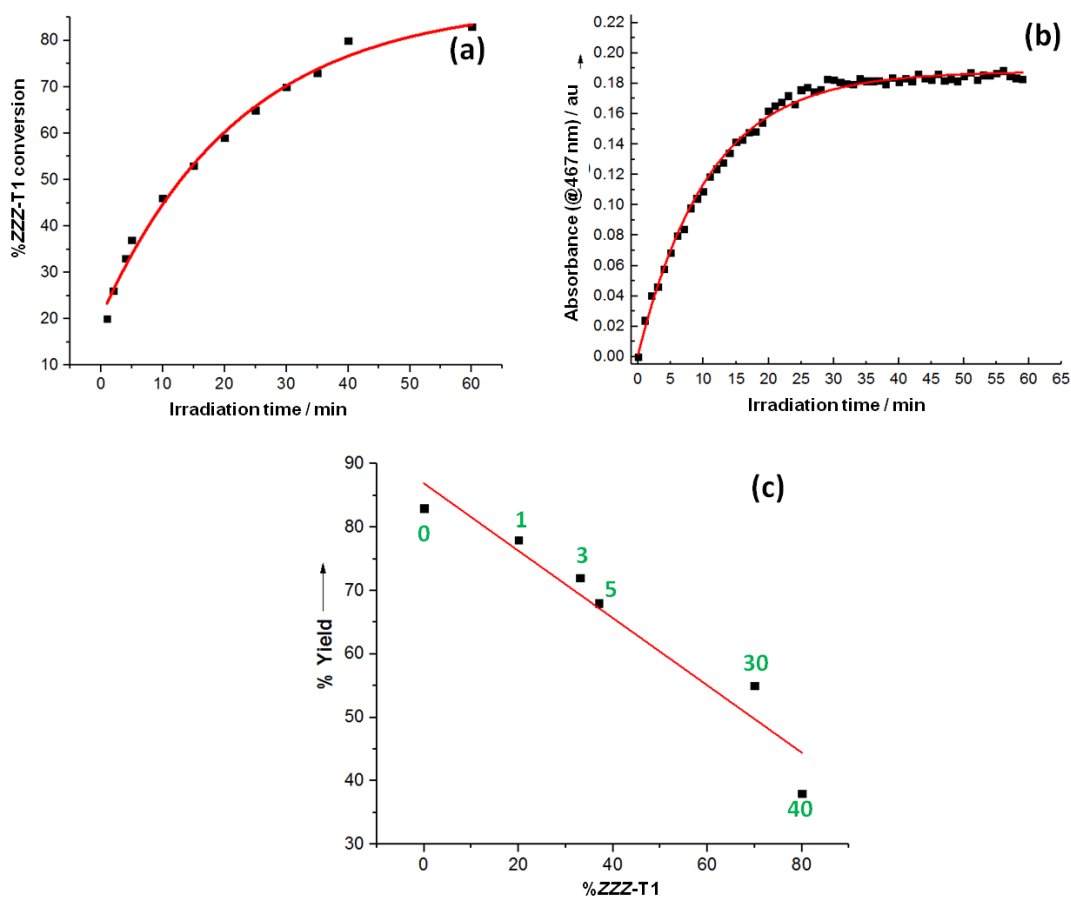 (a)
%ZZZ-T1 conversion
80
70
60
50
40
30
20
10
0 10 20 30 40 50 60
Irradiation time / min
(b)
Absorbance (@467 nm) / au
0.22
0.20
0.18
0.16
0.14
0.12
0.10
0.08
0.06
0.04
0.02
0.00
0 5 10 15 20 25 30 35 40 45 50 55 60 65
Irradiation time / min
(c)
% Yield
90
80
70
60
50
40
30
0
1
3
5
30
40
0 20 40 60 80
%ZZZ-T1